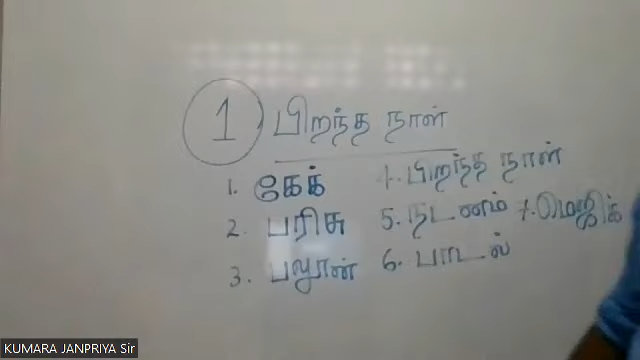 1 பிறந்த நாள்
1. கேக் 4. பிறந்த நாள்
2. பரிசு 5. நடனம் 7. மெஜிக்
3. பலூன் 6. பாடல்
KUMARA JANPRIYA Sir